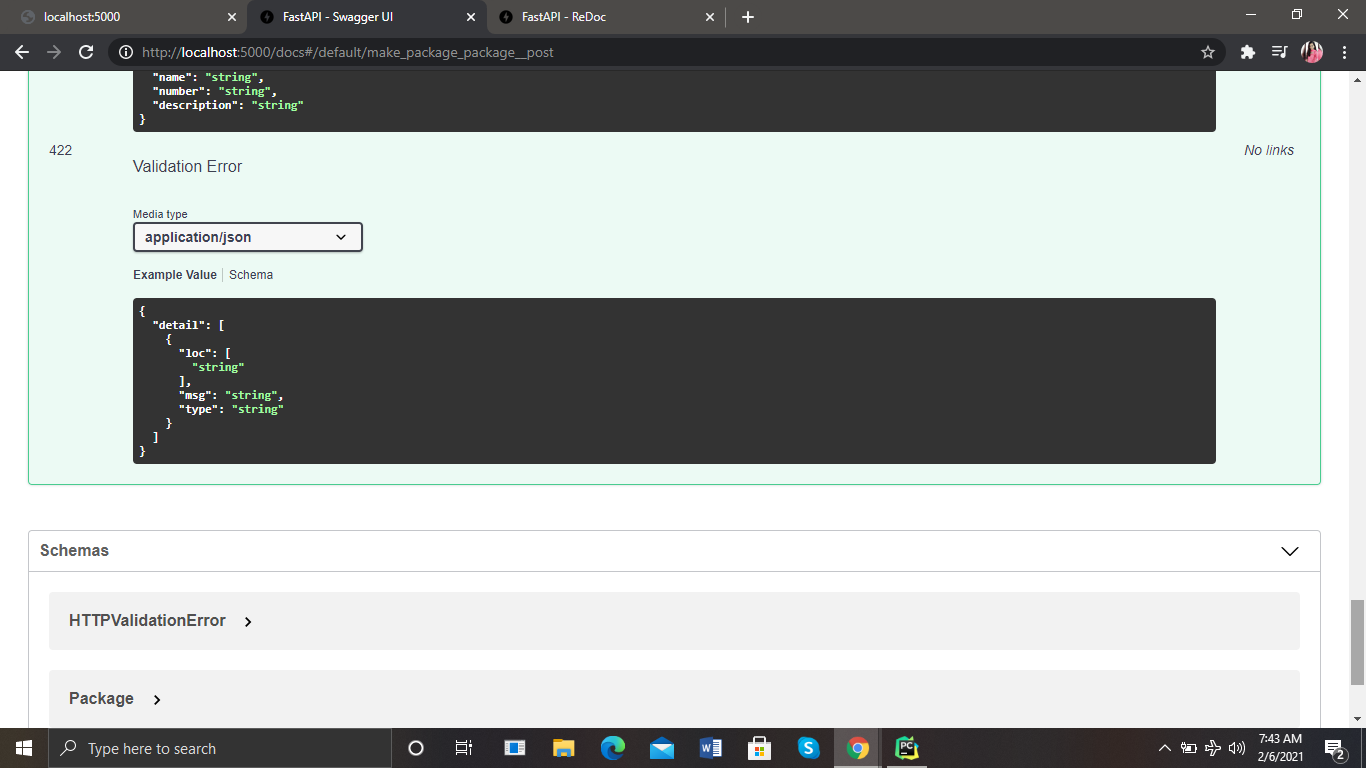 localhost:5000
FastAPI - Swagger UI
FastAPI - ReDoc
http://localhost:5000/docs#/default/make_package_package__post
"name": "string",
"number": "string",
"description": "string"
}
422
Validation Error
No links
Media type
application/json
Example Value
Schema
{
"detail": [
{
"loc": [
"string"
],
"msg": "string",
"type": "string"
}
]
}
Schemas
HTTPValidationError
Package
Type here to search
7:43 AM
2/6/2021
2